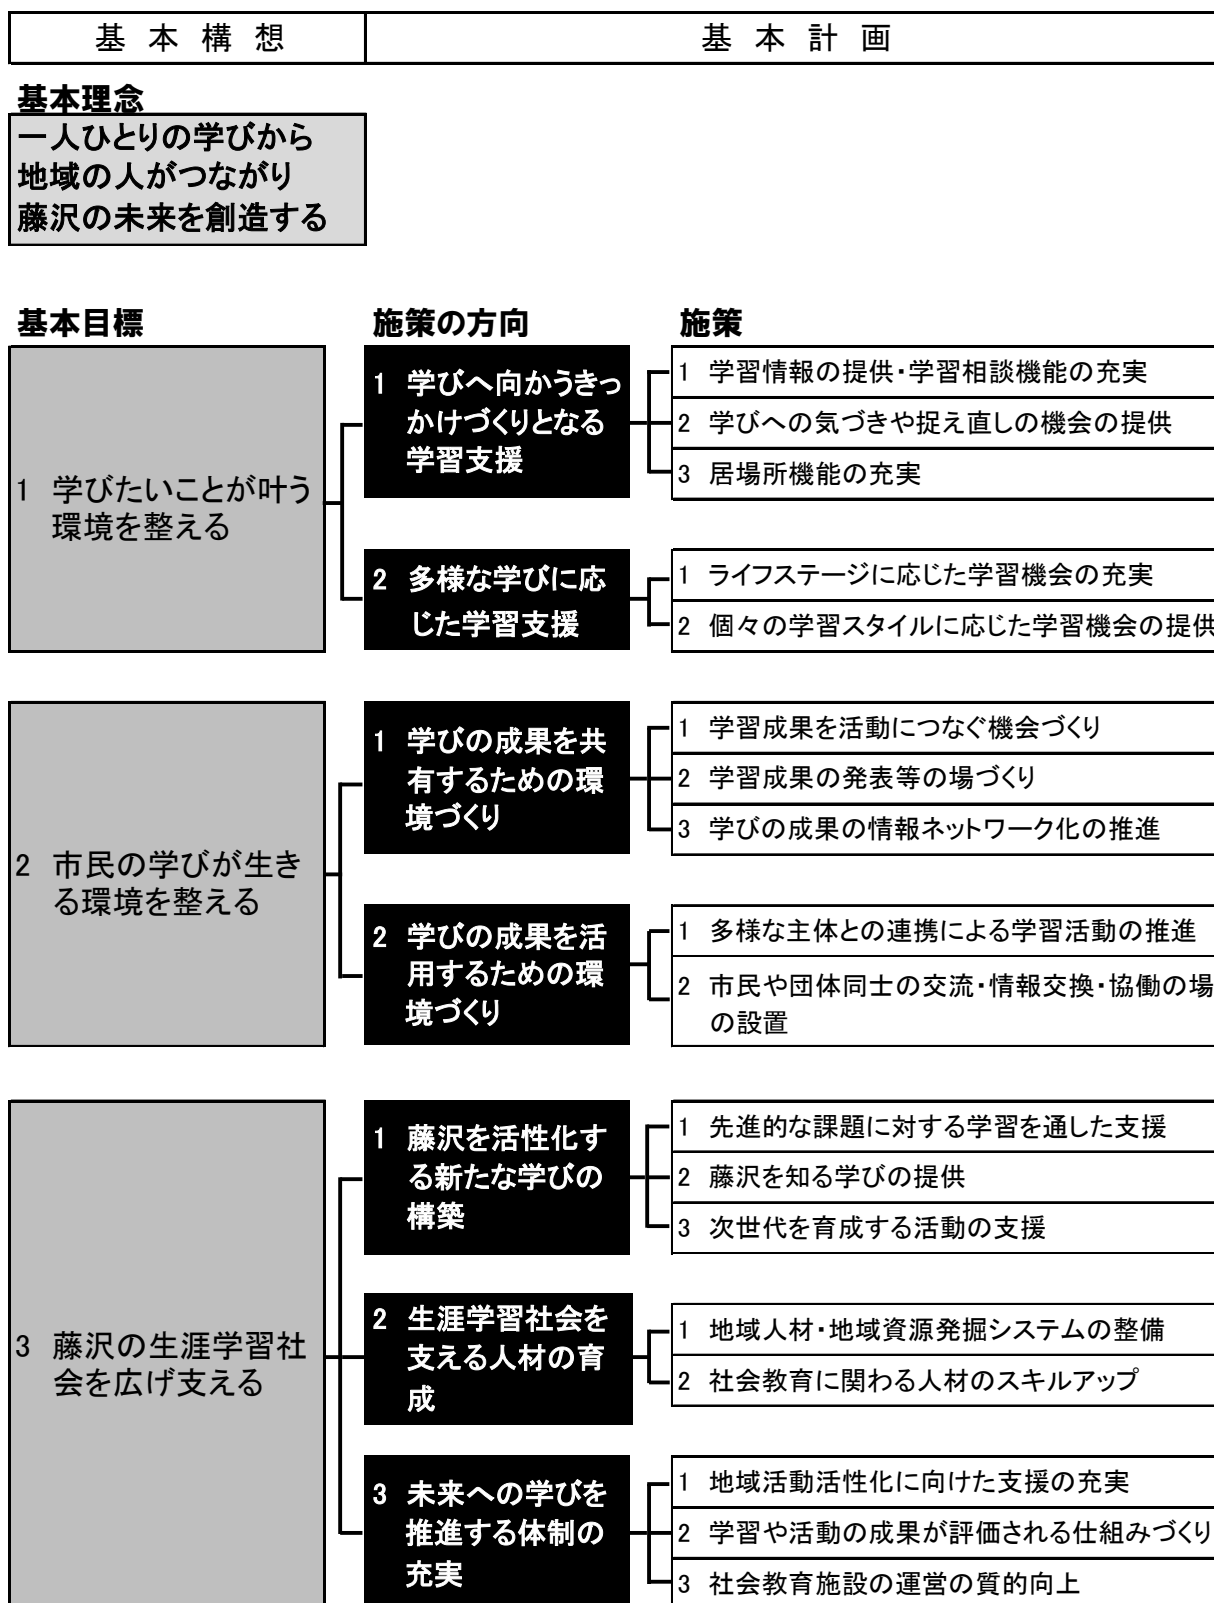 基本構想
基本計画
基本理念
一人ひとりの学びから
地域の人がつながり
藤沢の未来を創造する
基本目標
施策の方向
施策
1 学びたいことが叶う
環境を整える
1 学びへ向かうきっ
かけづくりとなる
学習支援
1 学習情報の提供・学習相談機能の充実
2 学びへの気づきや捉え直しの機会の提供
3 居場所機能の充実
2 多様な学びに応
じた学習支援
1 ライフステージに応じた学習機会の充実
2 個々の学習スタイルに応じた学習機会の提供
2 市民の学びが生き
る環境を整える
1 学びの成果を共
有するための環
境づくり
1 学習成果を活動につなぐ機会づくり
2 学習成果の発表等の場づくり
3 学びの成果の情報ネットワーク化の推進
2 学びの成果を活
用するための環
境づくり
1 多様な主体との連携による学習活動の推進
2 市民や団体同士の交流・情報交換・協働の場
の設置
3 藤沢の生涯学習社
会を広げ支える
1 藤沢を活性化す
る新たな学びの
構築
1 先進的な課題に対する学習を通した支援
2 藤沢を知る学びの提供
3 次世代を育成する活動の支援
2 生涯学習社会を
支える人材の育
成
1 地域人材・地域資源発掘システムの整備
2 社会教育に関わる人材のスキルアップ
3 未来への学びを
推進する体制の
充実
1 地域活動活性化に向けた支援の充実
2 学習や活動の成果が評価される仕組みづくり
3 社会教育施設の運営の質的向上